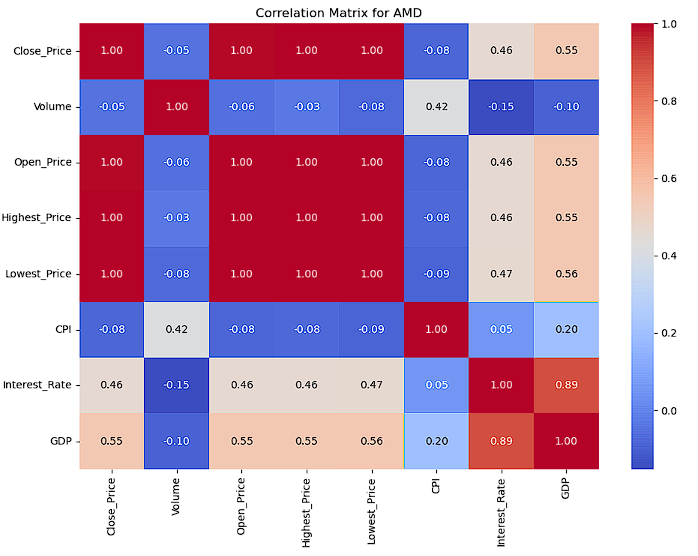 Correlation Matrix for AMD
Close_Price 1.00 -0.05 1.00 1.00 1.00 -0.08 0.46 0.55
Volume -0.05 1.00 -0.06 -0.03 -0.08 0.42 -0.15 -0.10
Open_Price 1.00 -0.06 1.00 1.00 1.00 -0.08 0.46 0.55
Highest_Price 1.00 -0.03 1.00 1.00 1.00 -0.08 0.46 0.55
Lowest_Price 1.00 -0.08 1.00 1.00 1.00 -0.09 0.47 0.56
CPI -0.08 0.42 -0.08 -0.08 -0.09 1.00 0.05 0.20
Interest_Rate 0.46 -0.15 0.46 0.46 0.47 0.05 1.00 0.89
GDP 0.55 -0.10 0.55 0.55 0.56 0.20 0.89 1.00
Close_Price
Volume
Open_Price
Highest_Price
Lowest_Price
CPI
Interest_Rate
GDP
1.0
0.8
0.6
0.4
0.2
0.0